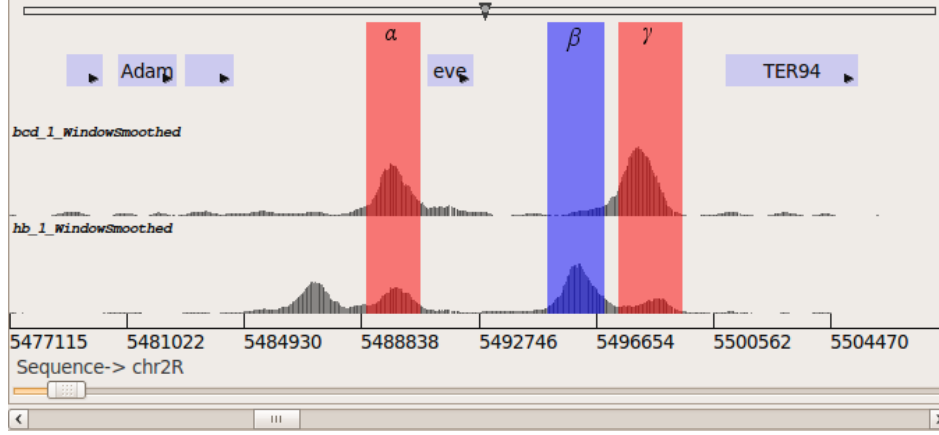 α β γ
Adam eve TER94
bcd_1_WindowSmoothed
hb_1_WindowSmoothed
5477115 5481022 5484930 5488838 5492746 5496654 5500562 5504470
Sequence-> chr2R